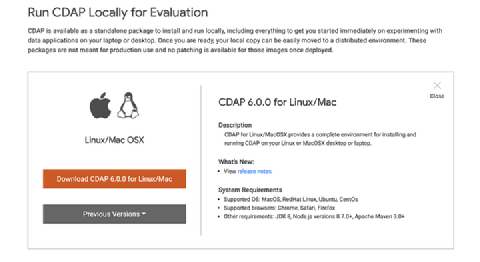 Run CDAP Locally for Evaluation
CDAP is available as a standalone package to install and run locally, including everything to get you started immediately on experimenting with
data applications on your laptop or desktop. Once you are ready, your local copy can be easily moved to a distributed environment. These
packages are not meant for production use and no patching is available for those images once deployed.
Close
Linux/Mac OSX
Download CDAP 6.0.0 for Linux/Mac
Previous Versions
CDAP 6.0.0 for Linux/Mac
Description
CDAP for Linux/MacOSX provides a complete environment for installing and
running CDAP on your Linux or MacOSX desktop or laptop.
What's New:
• View release notes
System Requirements
• Supported OS: MacOS, RedHat Linux, Ubuntu, CentOs
• Supported browsers: Chrome, Safari, Firefox
• Other requirements: JDK 8, Node.js versions 8.7.0+, Apache Maven 3.0+